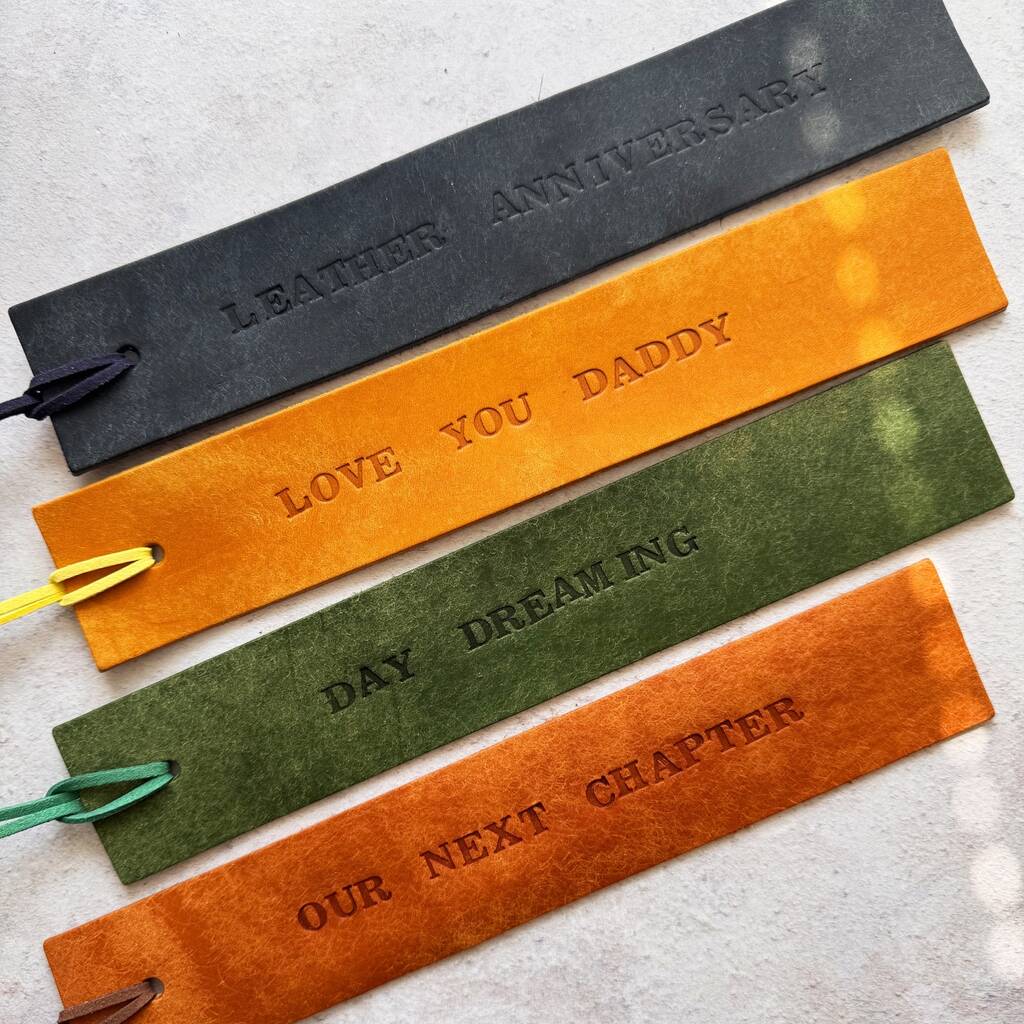 LEATHER ANNIVERSARY
LOVE YOU DADDY
DAY DREAMING
OUR NEXT CHAPTER